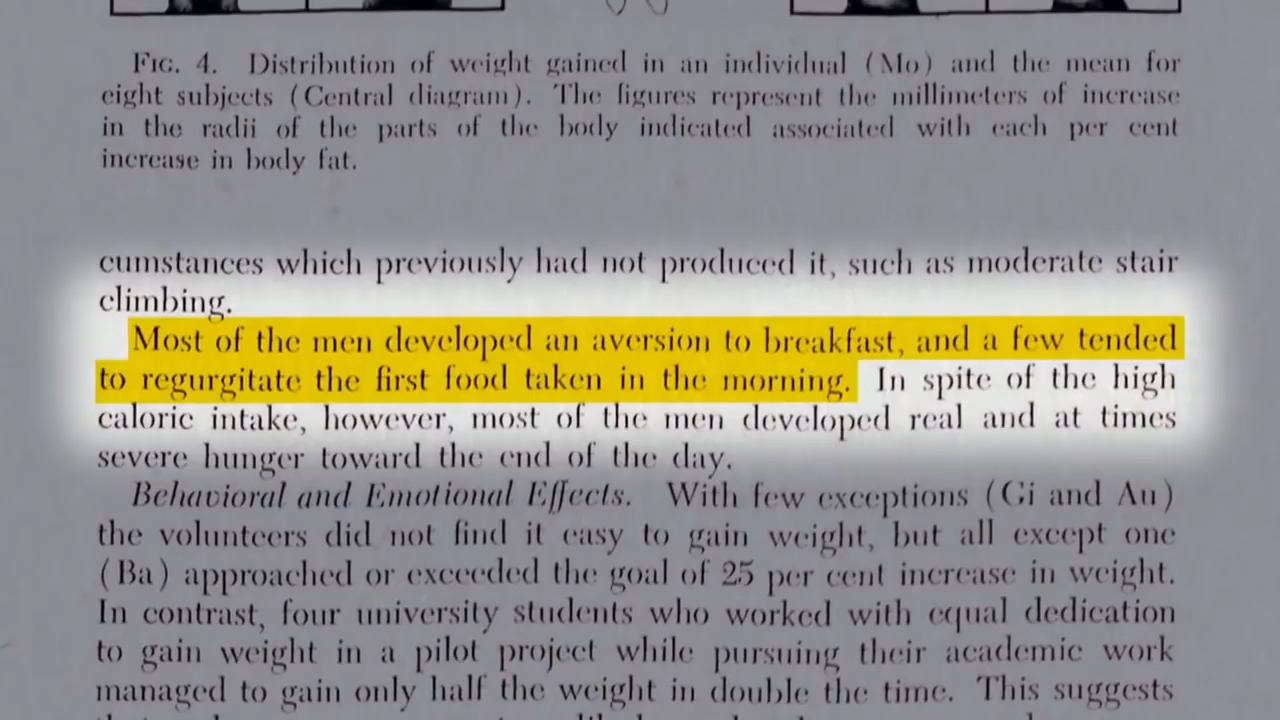 FIG. 4. Distribution of weight gained in an individual (Mo) and the mean for
eight subjects (Central diagram). The figures represent the millimeters of increase
in the radii of the parts of the body indicated associated with each per cent
increase in body fat.
cumstances which previously had not produced it, such as moderate stair
climbing.
Most of the men developed an aversion to breakfast, and a few tended
to regurgitate the first food taken in the morning. In spite of the high
caloric intake, however, most of the men developed real and at times
severe hunger toward the end of the day.
Behavioral and Emotional Effects. With few exceptions (Gi and Au)
the volunteers did not find it easy to gain weight, but all except one
(Ba) approached or exceeded the goal of 25 per cent increase in weight.
In contrast, four university students who worked with equal dedication
to gain weight in a pilot project while pursuing their academic work
managed to gain only half the weight in double the time. This suggests